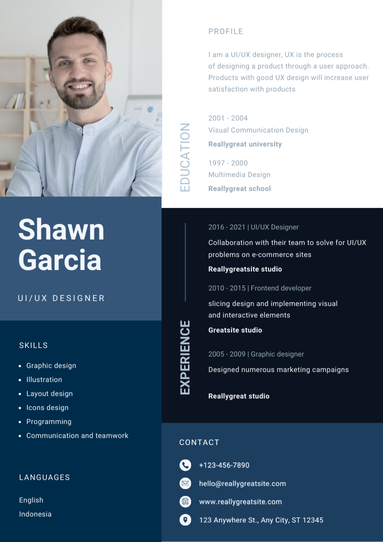 PROFILE
I am a UI/UX designer, UX is the process
of designing a product through a user approach.
Products with good UX design will increase user
satisfaction with products
EDUCATION
2001 - 2004
Visual Communication Design
Reallygreat university
1997 - 2000
Multimedia Design
Reallygreat school
Shawn
Garcia
UI/UX DESIGNER
SKILLS
• Graphic design
• Illustration
• Layout design
• Icons design
• Programming
• Communication and teamwork
LANGUAGES
English
Indonesia
EXPERIENCE
2016 - 2021 | UI/UX Designer
Collaboration with their team to solve for UI/UX
problems on e-commerce sites
Reallygreatsite studio
2010 - 2015 | Frontend developer
slicing design and implementing visual
and interactive elements
Greatsite studio
2005 - 2009 | Graphic designer
Designed numerous marketing campaigns
Reallygreat studio
CONTACT
+123-456-7890
hello@reallygreatsite.com
www.reallygreatsite.com
123 Anywhere St., Any City, ST 12345